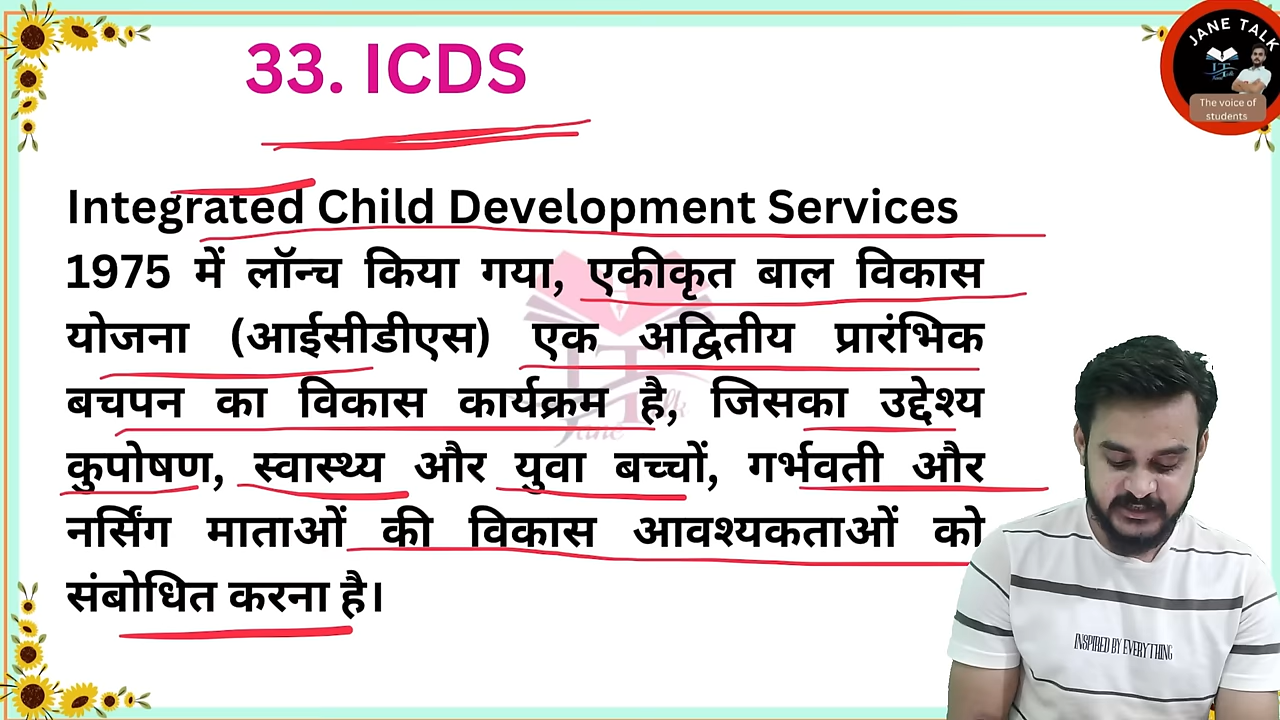 33. ICDS
JANE TALK
The voice of
students
Integrated Child Development Services
1975 में लॉन्च किया गया, एकीकृत बाल विकास
योजना (आईसीडीएस) एक अद्वितीय प्रारंभिक
बचपन का विकास कार्यक्रम है, जिसका उद्देश्य
कुपोषण, स्वास्थ्य और युवा बच्चों, गर्भवती और
नर्सिंग माताओं की विकास आवश्यकताओं को
संबोधित करना है।
INSPIRED BY EVERYTHING